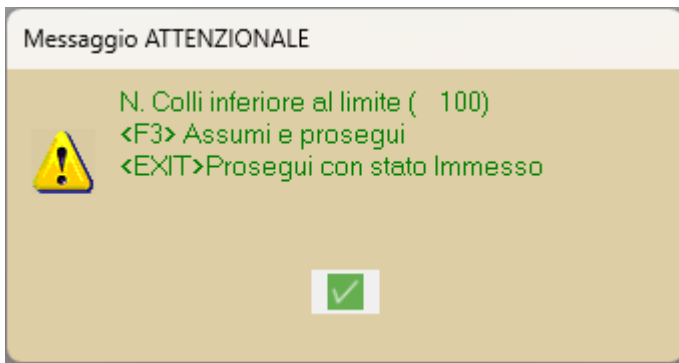 Messaggio ATTENZIONALE
N. Colli inferiore al limite (   100)
<F3> Assumi e prosegui
<EXIT>Prosegui con stato Immesso